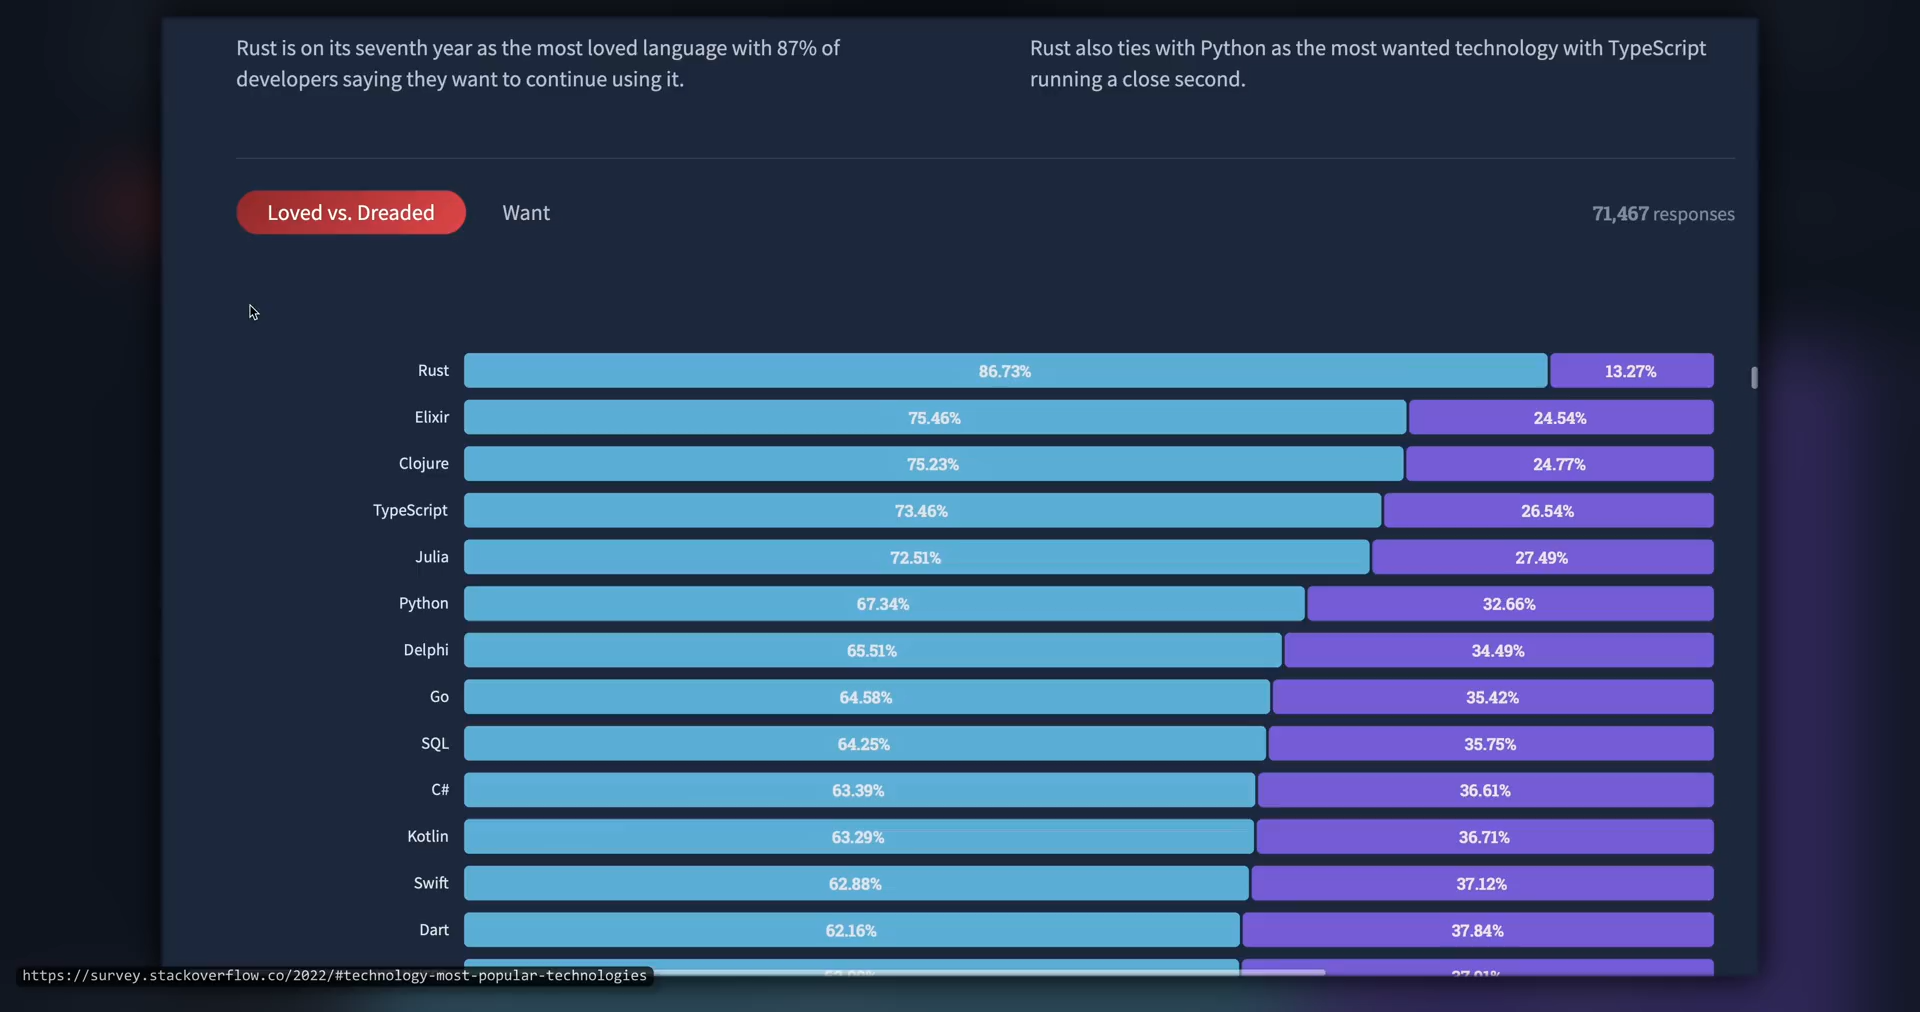 Rust is on its seventh year as the most loved language with 87% of
developers saying they want to continue using it.
Rust also ties with Python as the most wanted technology with TypeScript
running a close second.
Loved vs. Dreaded
Want
71,467 responses
Rust 86.73% 13.27%
Elixir 75.46% 24.54%
Clojure 75.23% 24.77%
TypeScript 73.46% 26.54%
Julia 72.51% 27.49%
Python 67.34% 32.66%
Delphi 65.51% 34.49%
Go 64.58% 35.42%
SQL 64.25% 35.75%
C# 63.39% 36.61%
Kotlin 63.29% 36.71%
Swift 62.88% 37.12%
Dart 62.16% 37.84%
https://survey.stackoverflow.co/2022/#technology-most-popular-technologies